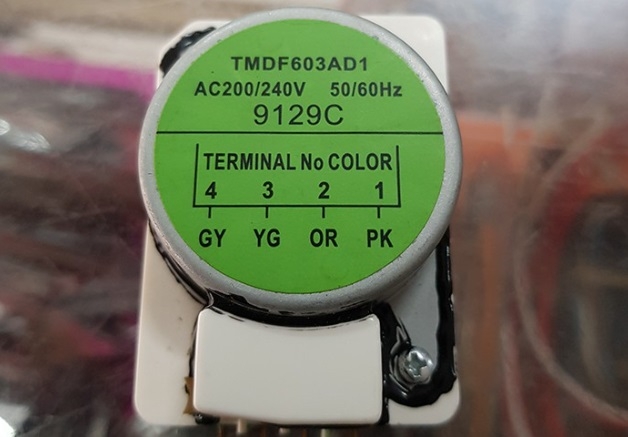 TMDF603AD1
AC200/240V 50/60Hz
9129C
TERMINAL No COLOR
4 3 2 1
GY YG OR PK